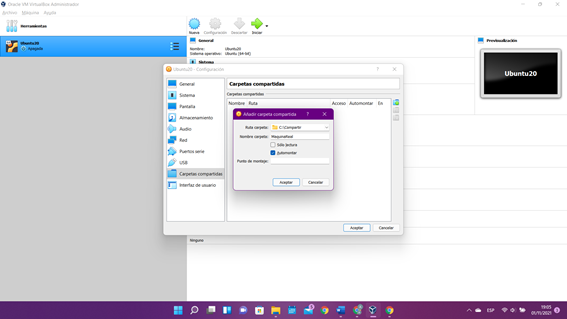 Oracle VM VirtualBox Administrador
Archivo Máquina Ayuda
Herramientas
Nueva Configuración Descartar Iniciar
Ubuntu20
Apagada
General
Nombre: Ubuntu20
Sistema operativo: Ubuntu (64-bit)
Sistema
Previsualización
Ubuntu20
Ubuntu20 - Configuración
General
Sistema
Pantalla
Almacenamiento
Audio
Red
Puertos serie
USB
Carpetas compartidas
Interfaz de usuario
Carpetas compartidas
Carpetas compartidas
Nombre Ruta Acceso Automontar En
Añadir carpeta compartida
Ruta carpeta: C:\Compartir
Nombre carpeta:
Sólo lectura
Automontar
Punto de montaje:
Aceptar Cancelar
Aceptar Cancelar
Ninguno
ESP
19:05
01/11/2021